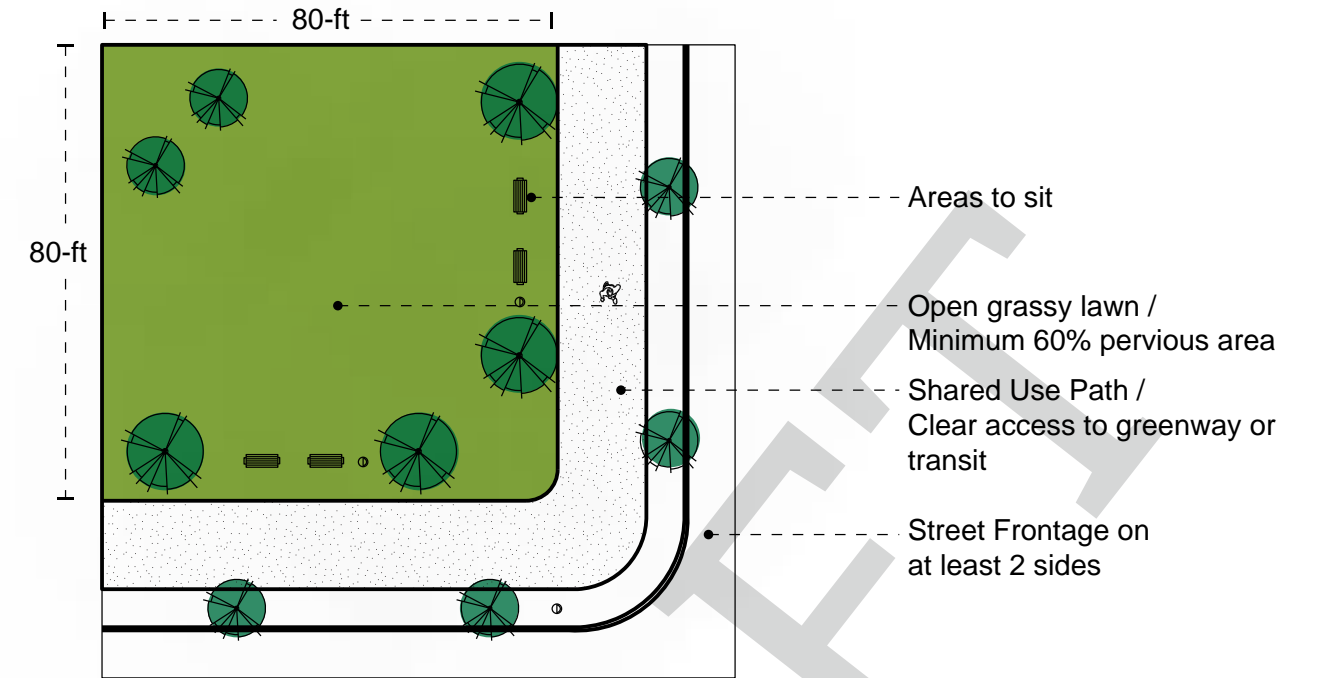 80-ft
80-ft
Areas to sit
Open grassy lawn /
Minimum 60% pervious area
Shared Use Path /
Clear access to greenway or
transit
Street Frontage on
at least 2 sides
FT